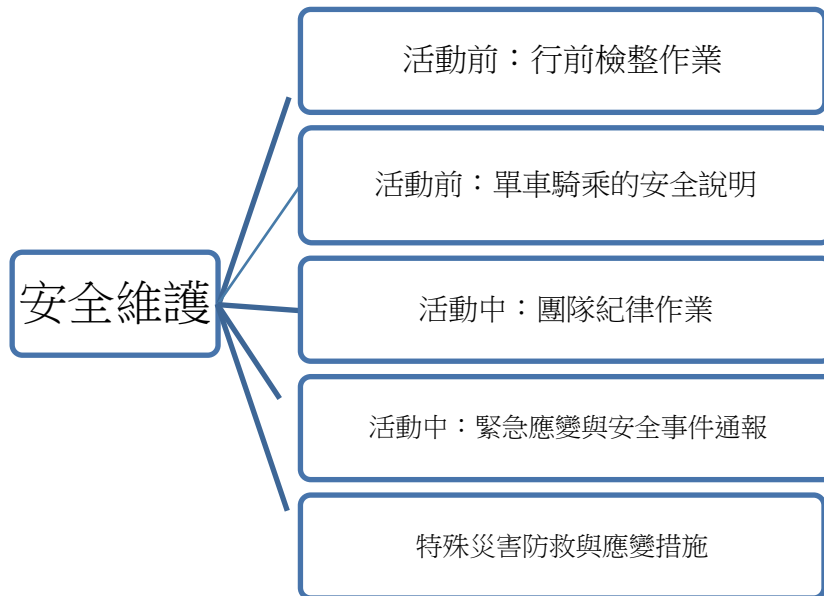 活動前：行前檢整作業
活動前：單車騎乘的安全說明
安全維護
活動中：團隊紀律作業
活動中：緊急應變與安全事件通報
特殊災害防救與應變措施